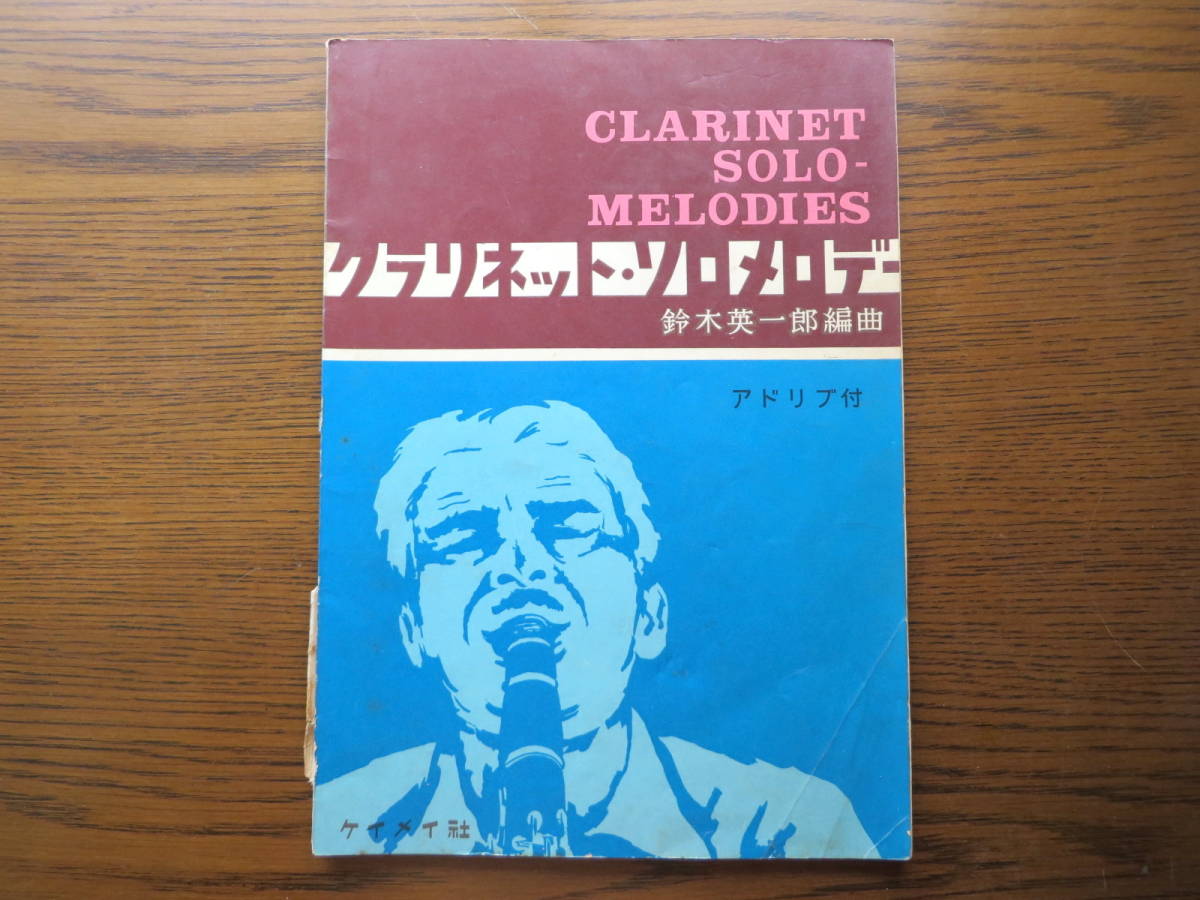 CLARINET
SOLO-
MELODIES
クラリネット・ソロメロデー
鈴木英一郎編曲
アドリブ付
ケイメイ社